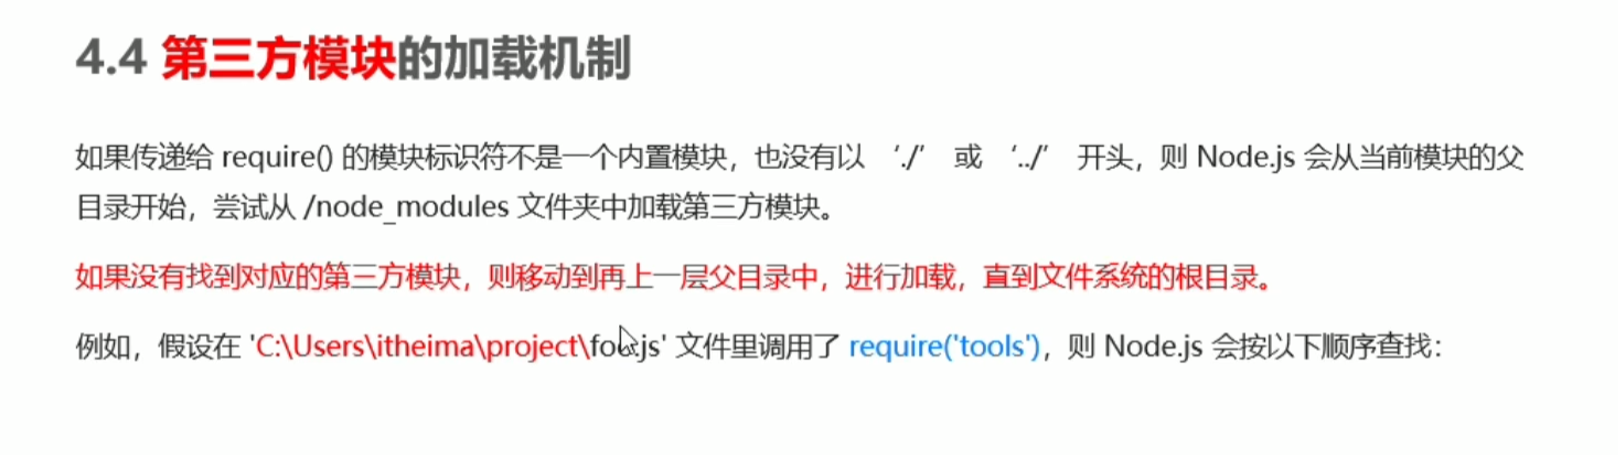 4.4 第三方模块的加载机制
如果传递给 require() 的模块标识符不是一个内置模块，也没有以 ‘./’ 或 ‘../’ 开头，则 Node.js 会从当前模块的父
目录开始，尝试从 /node_modules 文件夹中加载第三方模块。
如果没有找到对应的第三方模块，则移动到再上一层父目录中，进行加载，直到文件系统的根目录。
例如，假设在 'C:\Users\itheima\project\foo.js' 文件里调用了 require('tools')，则 Node.js 会按以下顺序查找：